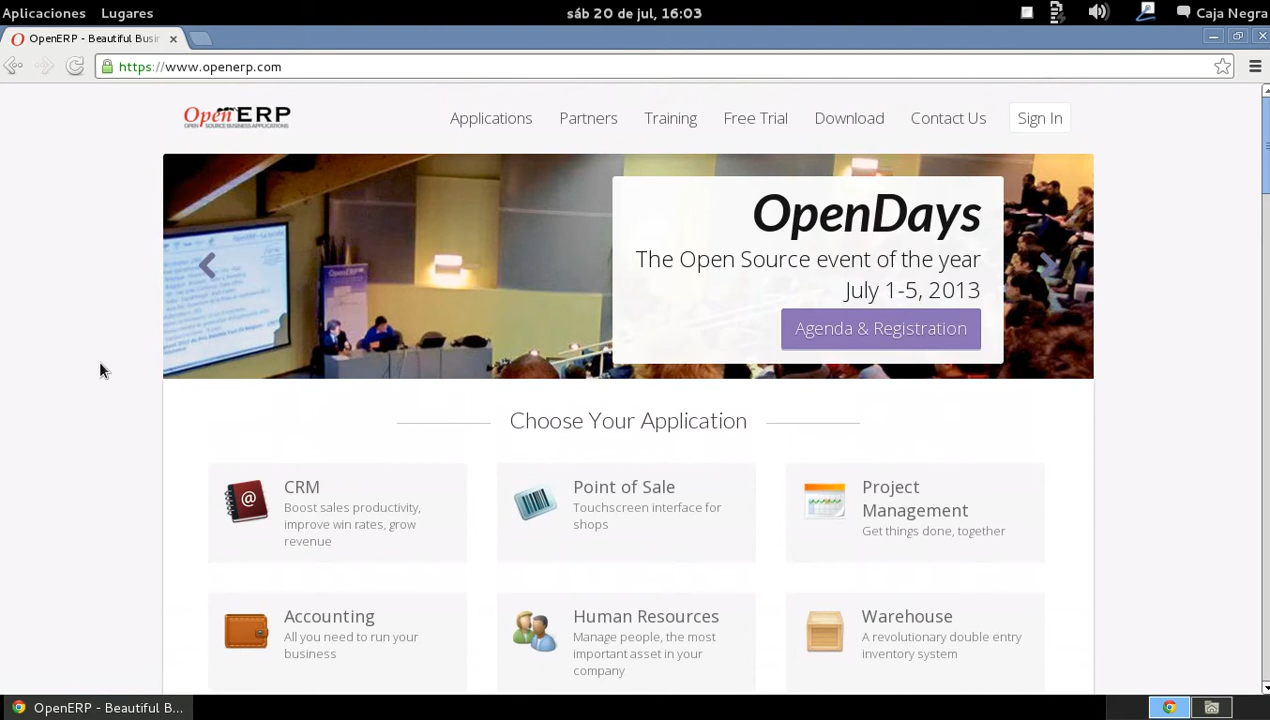 Aplicaciones Lugares sáb 20 de jul, 16:03 Caja Negra
OpenERP - Beautiful Busi
https://www.openerp.com
OpenERP
OPEN SOURCE BUSINESS APPLICATIONS
Applications Partners Training Free Trial Download Contact Us Sign In
OpenDays
The Open Source event of the year
July 1-5, 2013
Agenda & Registration
Choose Your Application
CRM
Boost sales productivity,
improve win rates, grow
revenue
Point of Sale
Touchscreen interface for
shops
Project
Management
Get things done, together
Accounting
All you need to run your
business
Human Resources
Manage people, the most
important asset in your
company
Warehouse
A revolutionary double entry
inventory system
OpenERP - Beautiful B...